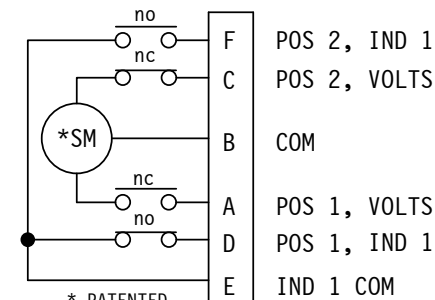 no
F POS 2, IND 1
nc
C POS 2, VOLTS
*SM
B COM
nc
A POS 1, VOLTS
no
D POS 1, IND 1
E IND 1 COM
* PATENTED